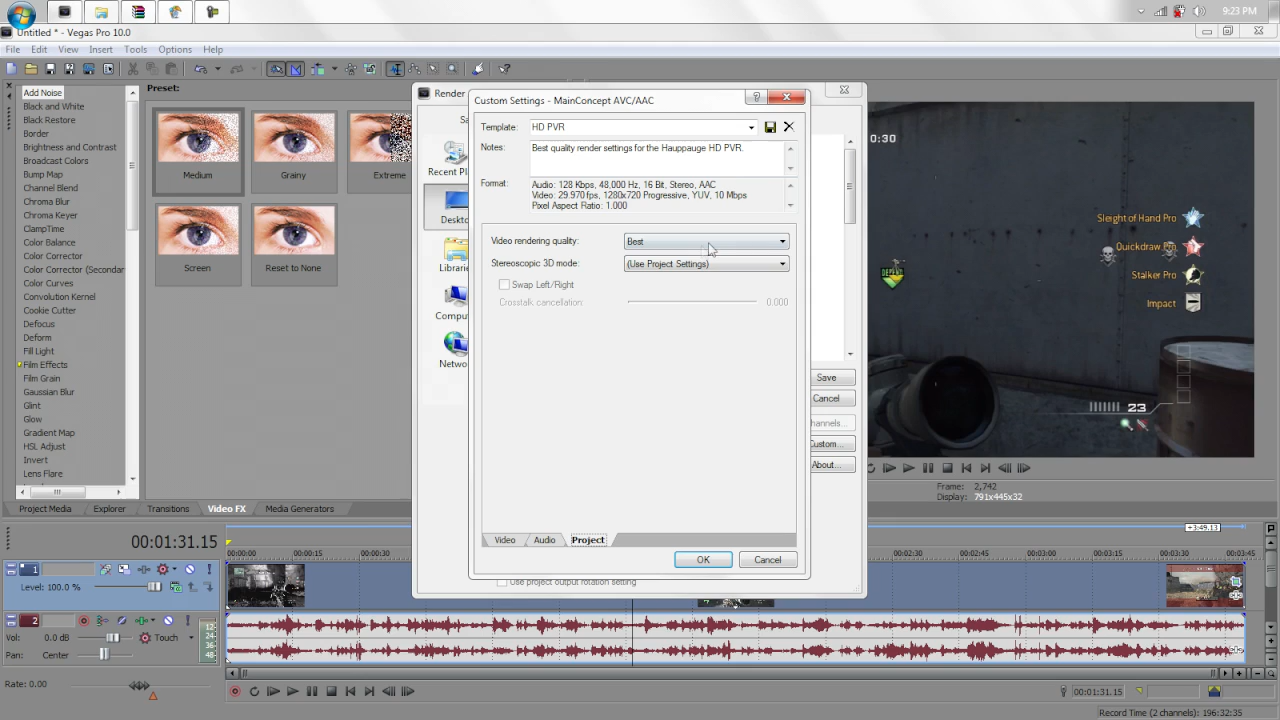 9:23 PM
Untitled * - Vegas Pro 10.0
File Edit View Insert Tools Options Help
Add Noise
Black and White
Black Restore
Border
Brightness and Contrast
Broadcast Colors
Bump Map
Channel Blend
Chroma Blur
Chroma Keyer
ClampTime
Color Balance
Color Corrector
Color Corrector (Secondar
Color Curves
Convolution Kernel
Cookie Cutter
Defocus
Deform
Fill Light
Film Effects
Film Grain
Gaussian Blur
Glint
Glow
Gradient Map
HSL Adjust
Invert
Lens Flare
Preset:
Medium
Grainy
Extreme
Screen
Reset to None
Project Media Explorer Transitions Video FX Media Generators
Render
Sa
Recent Pl
Deskto
Librarie
Compu
Netwo
Save
Cancel
hannels...
Custom...
About...
Use project output rotation setting
Custom Settings - MainConcept AVC/AAC
Template: HD PVR
Notes: Best quality render settings for the Hauppauge HD PVR.
Format: Audio: 128 Kbps, 48,000 Hz, 16 Bit, Stereo, AAC
Video: 29.970 fps, 1280x720 Progressive, YUV, 10 Mbps
Pixel Aspect Ratio: 1.000
Video rendering quality: Best
Stereoscopic 3D mode: (Use Project Settings)
Swap Left/Right
Crosstalk cancellation: 0.000
Video Audio Project
OK Cancel
0:30
Sleight of Hand Pro
Quickdraw Pro
Stalker Pro
Impact
DEFEND
23
Frame: 2,742
Display: 791x445x32
+3:49.13
00:01:31.15
00:00:00 00:00:15 00:00:30 00:02:30 00:02:45 00:03:00 00:03:15 00:03:30 00:03:45
1
Level: 100.0 %
2
Vol: 0.0 dB Touch
Pan: Center
12-
24-
36-
48-
Rate: 0.00
00:01:31.15
Record Time (2 channels): 196:32:35